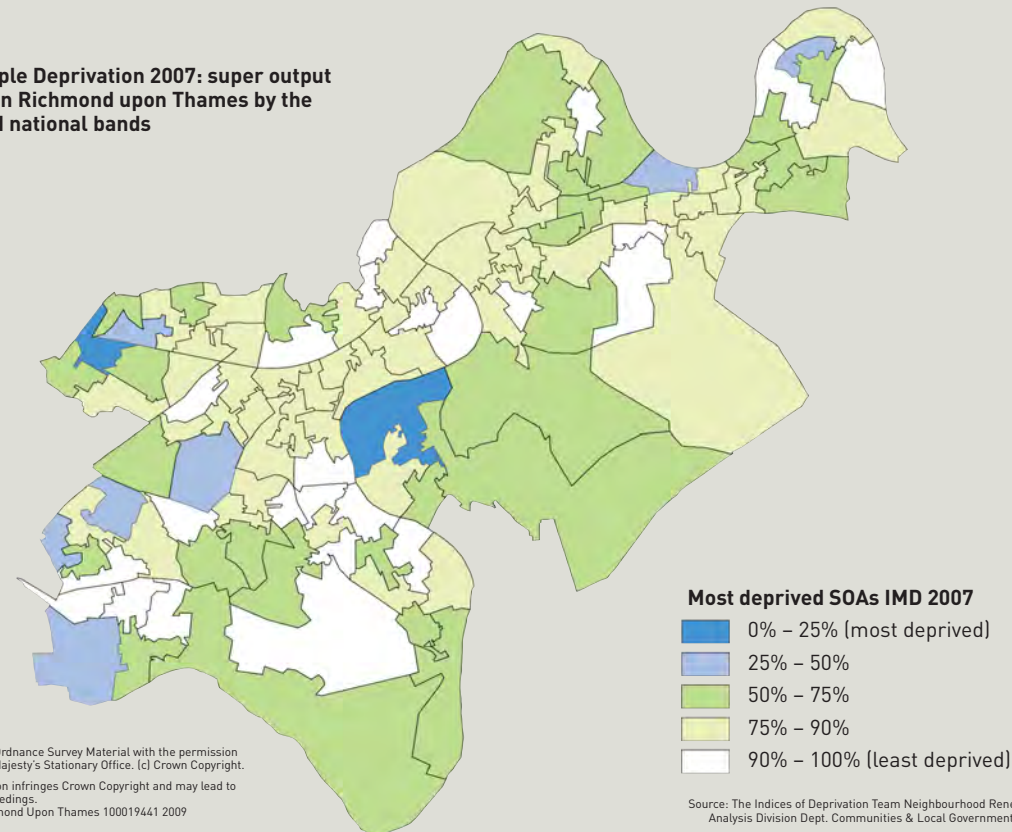 ple Deprivation 2007: super output
n Richmond upon Thames by the
national bands
Most deprived SOAs IMD 2007
0% – 25% (most deprived)
25% – 50%
50% – 75%
75% – 90%
90% – 100% (least deprived)
Ordnance Survey Material with the permission
ajesty's Stationary Office. (c) Crown Copyright.
on infringes Crown Copyright and may lead to
eedings.
mond Upon Thames 100019441 2009
Source: The Indices of Deprivation Team Neighbourhood Rene
Analysis Division Dept. Communities & Local Government